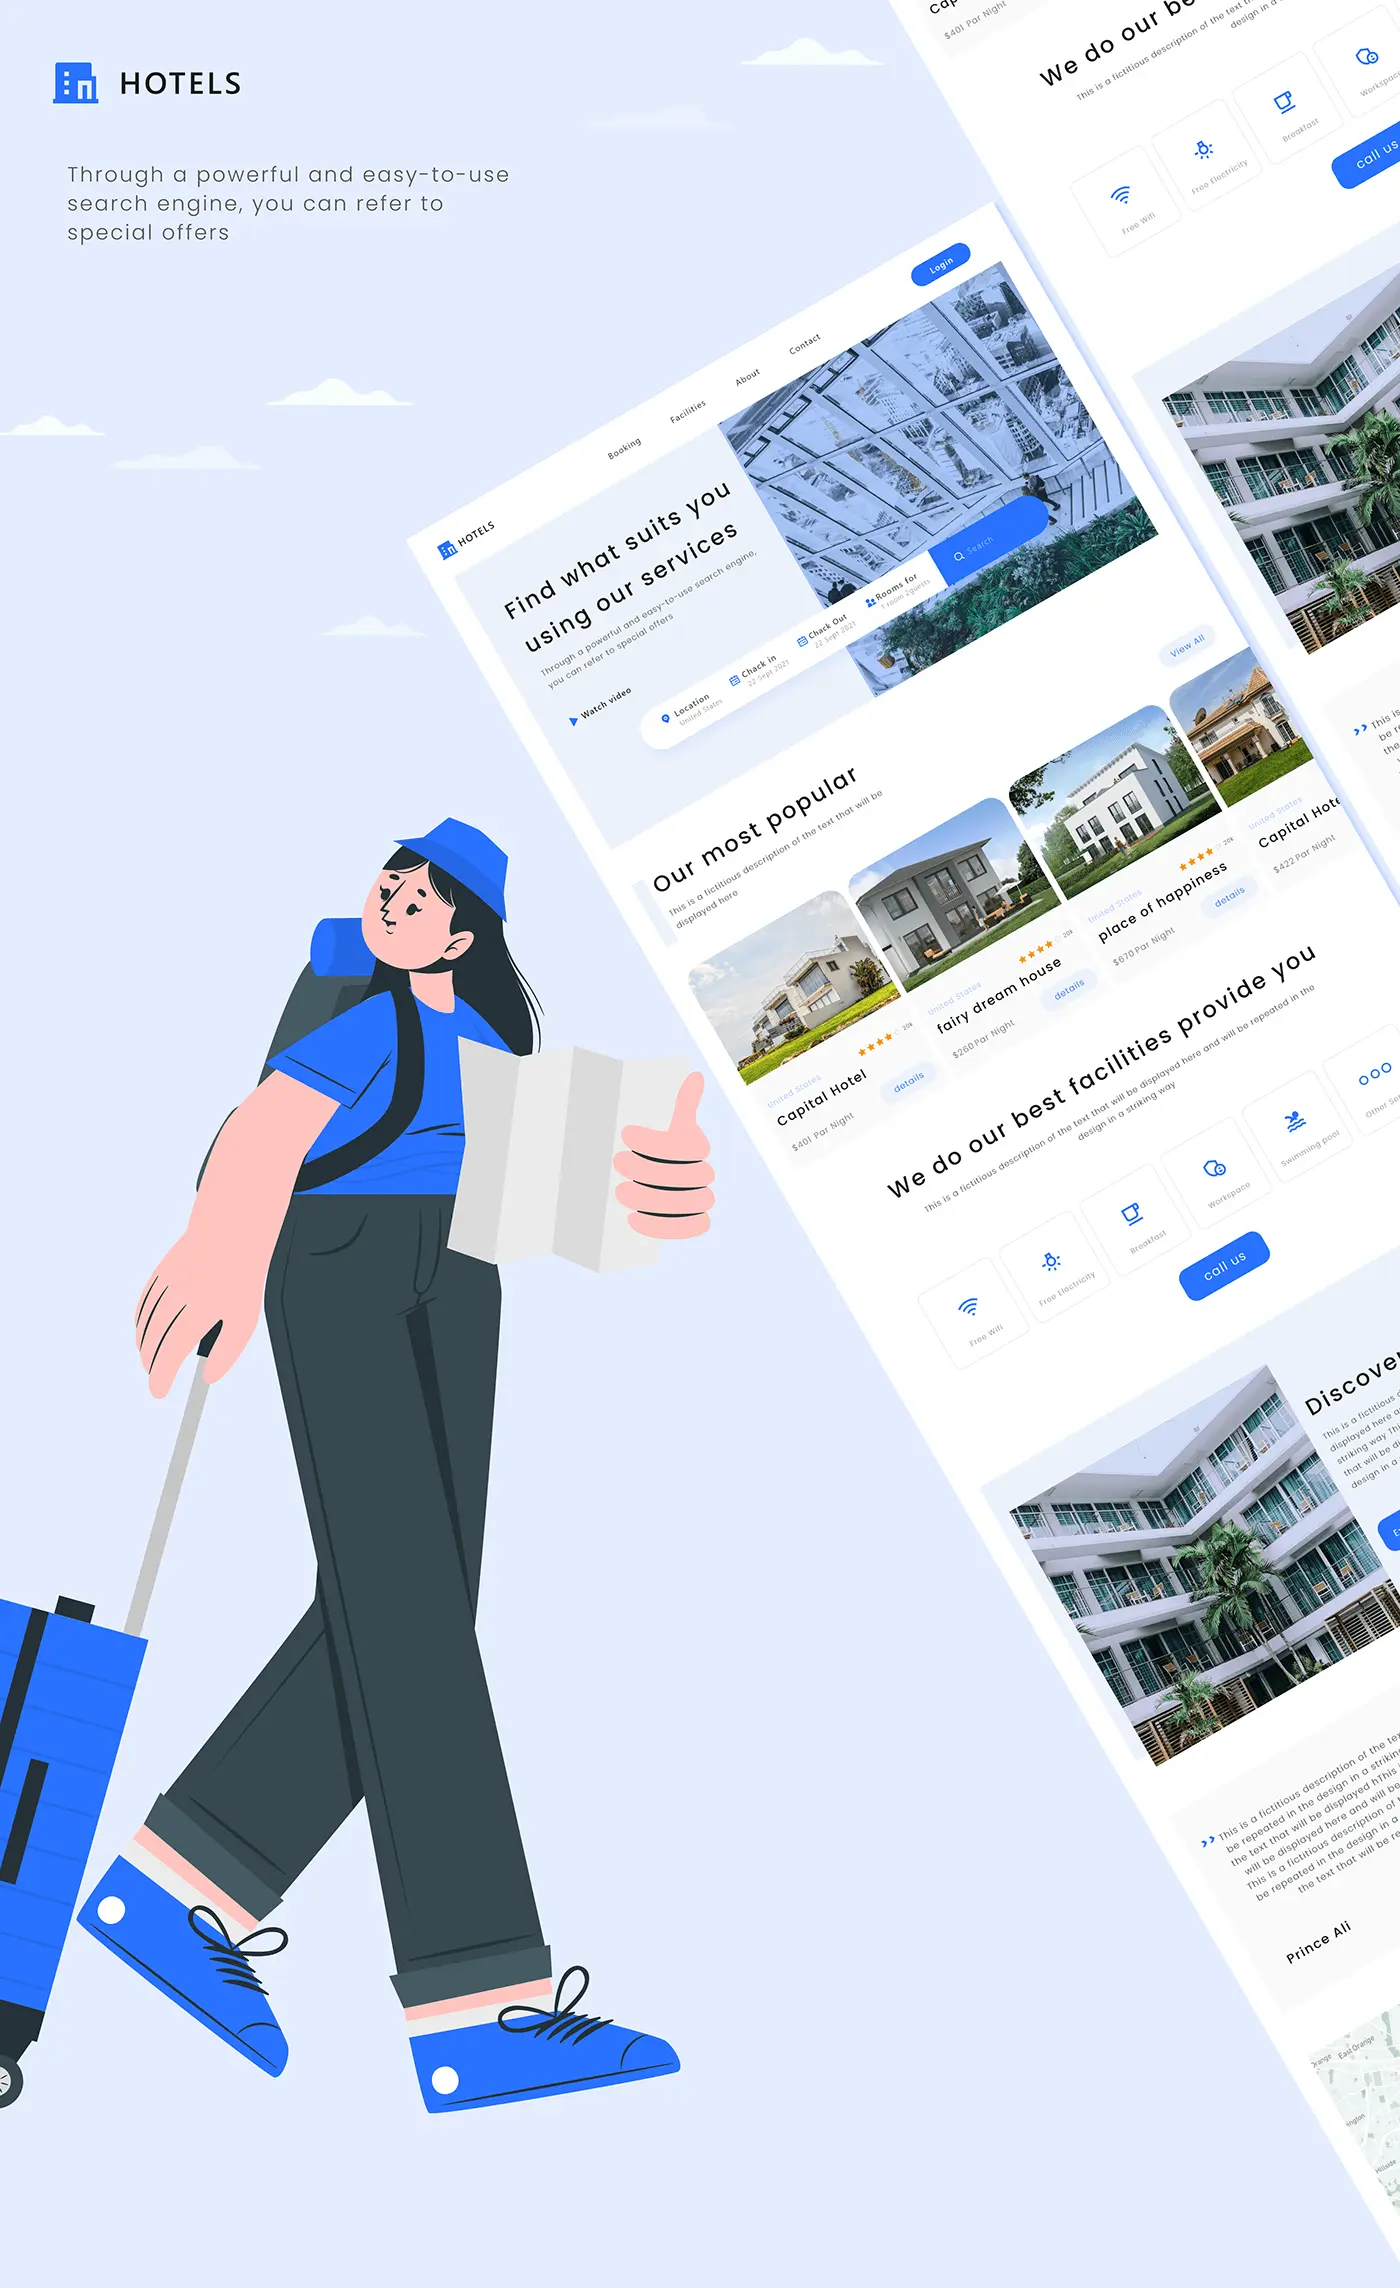 HOTELS
Through a powerful and easy-to-use
search engine, you can refer to
special offers
$401 Par Night
We do our be
This is a fictitious description of the text th
design in a
Free Wifi
Free Electricity
Breakfast
Workspac
call us
HOTELS
Booking
Facilities
About
Contact
Login
Find what suits you
using our services
Through a powerful and easy-to-use search engine,
you can refer to special offers
Watch video
Location
United States
Chack in
22 Sept 2021
Chack Out
22 Sept 2021
Rooms for
1 room 2guests
Search
View All
Our most popular
This is a fictitious description of the text that will be
displayed here
United States
20k
Capital Hotel
$401 Par Night
details
United States
20k
fairy dream house
$260 Par Night
details
United States
20k
place of happiness
$670 Par Night
details
United States
Capital Hote
$422 Par Night
We do our best facilities provide you
This is a fictitious description of the text that will be displayed here and will be repeated in the
design in a striking way
Free Wifi
Free Electricity
Breakfast
Workspace
Swimming pool
Other Se
call us
Discover
This is a fictitious
displayed here a
striking way Thi
that will be di
design in a
This is a fictitious description of the tex
be repeated in the design in a striking
the text that will be displayed hThis i
will be displayed here and will be
This is a fictitious description of t
be repeated in the design in a
the text that will be re
Prince Ali
Orange
East Orange
ington
Hillside